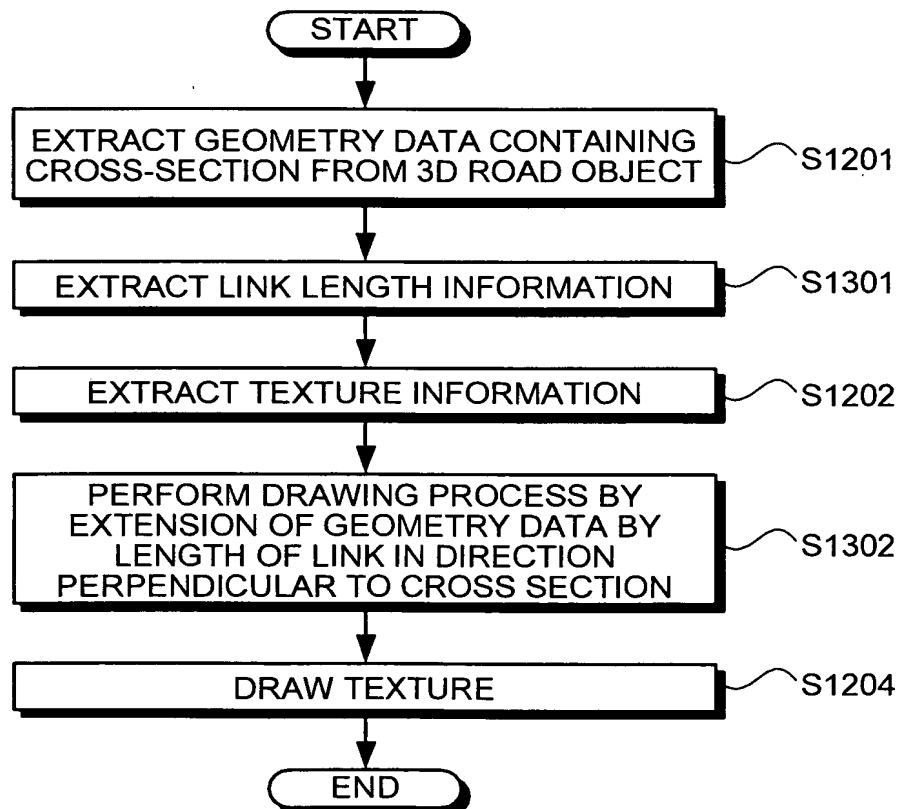 START
EXTRACT GEOMETRY DATA CONTAINING
CROSS-SECTION FROM 3D ROAD OBJECT
S1201
EXTRACT LINK LENGTH INFORMATION
S1301
EXTRACT TEXTURE INFORMATION
S1202
PERFORM DRAWING PROCESS BY
EXTENSION OF GEOMETRY DATA BY
LENGTH OF LINK IN DIRECTION
PERPENDICULAR TO CROSS SECTION
S1302
DRAW TEXTURE
S1204
END